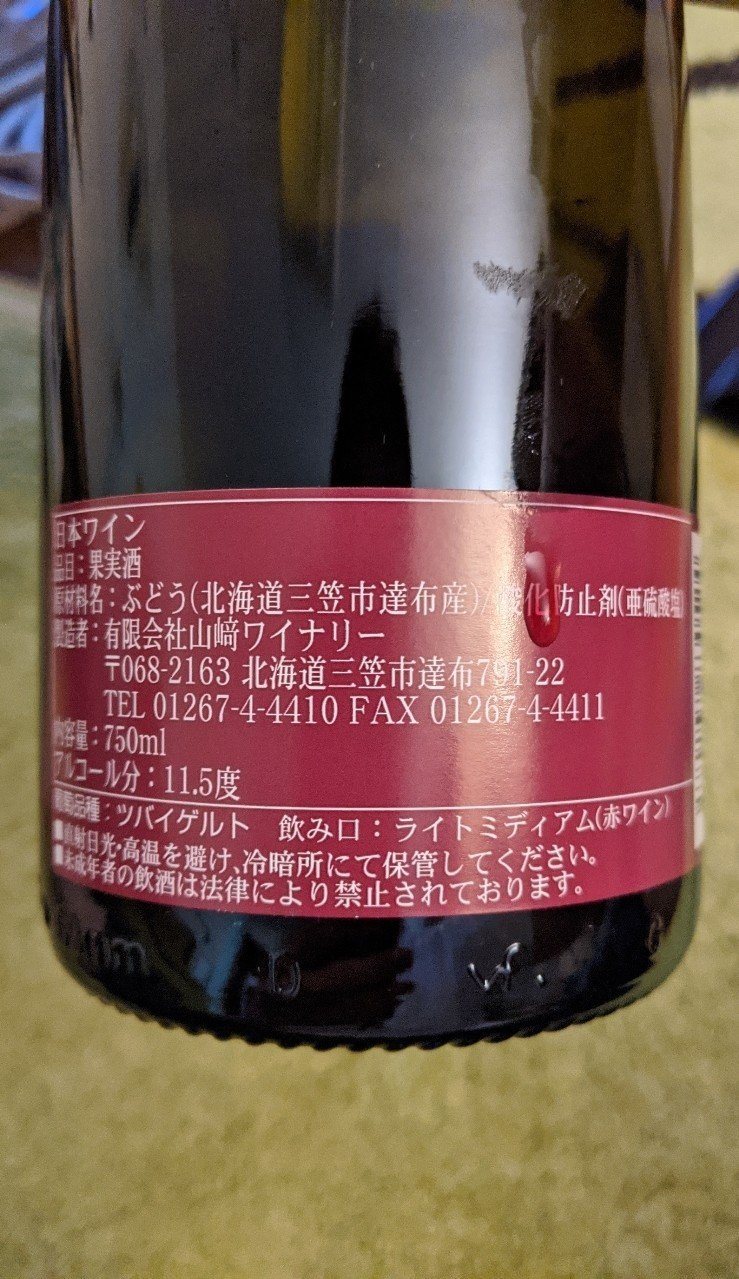 日本ワイン
品目：果実酒
原材料名：ぶどう(北海道三笠市達布産)/酸化防止剤(亜硫酸塩)
製造者：有限会社山﨑ワイナリー
〒068-2163 北海道三笠市達布791-22
TEL 01267-4-4410 FAX 01267-4-4411
内容量：750ml
アルコール分：11.5度
葡萄品種：ツバイゲルト 飲み口：ライトミディアム(赤ワイン)
■直射日光・高温を避け、冷暗所にて保管してください。
■未成年者の飲酒は法律により禁止されております。